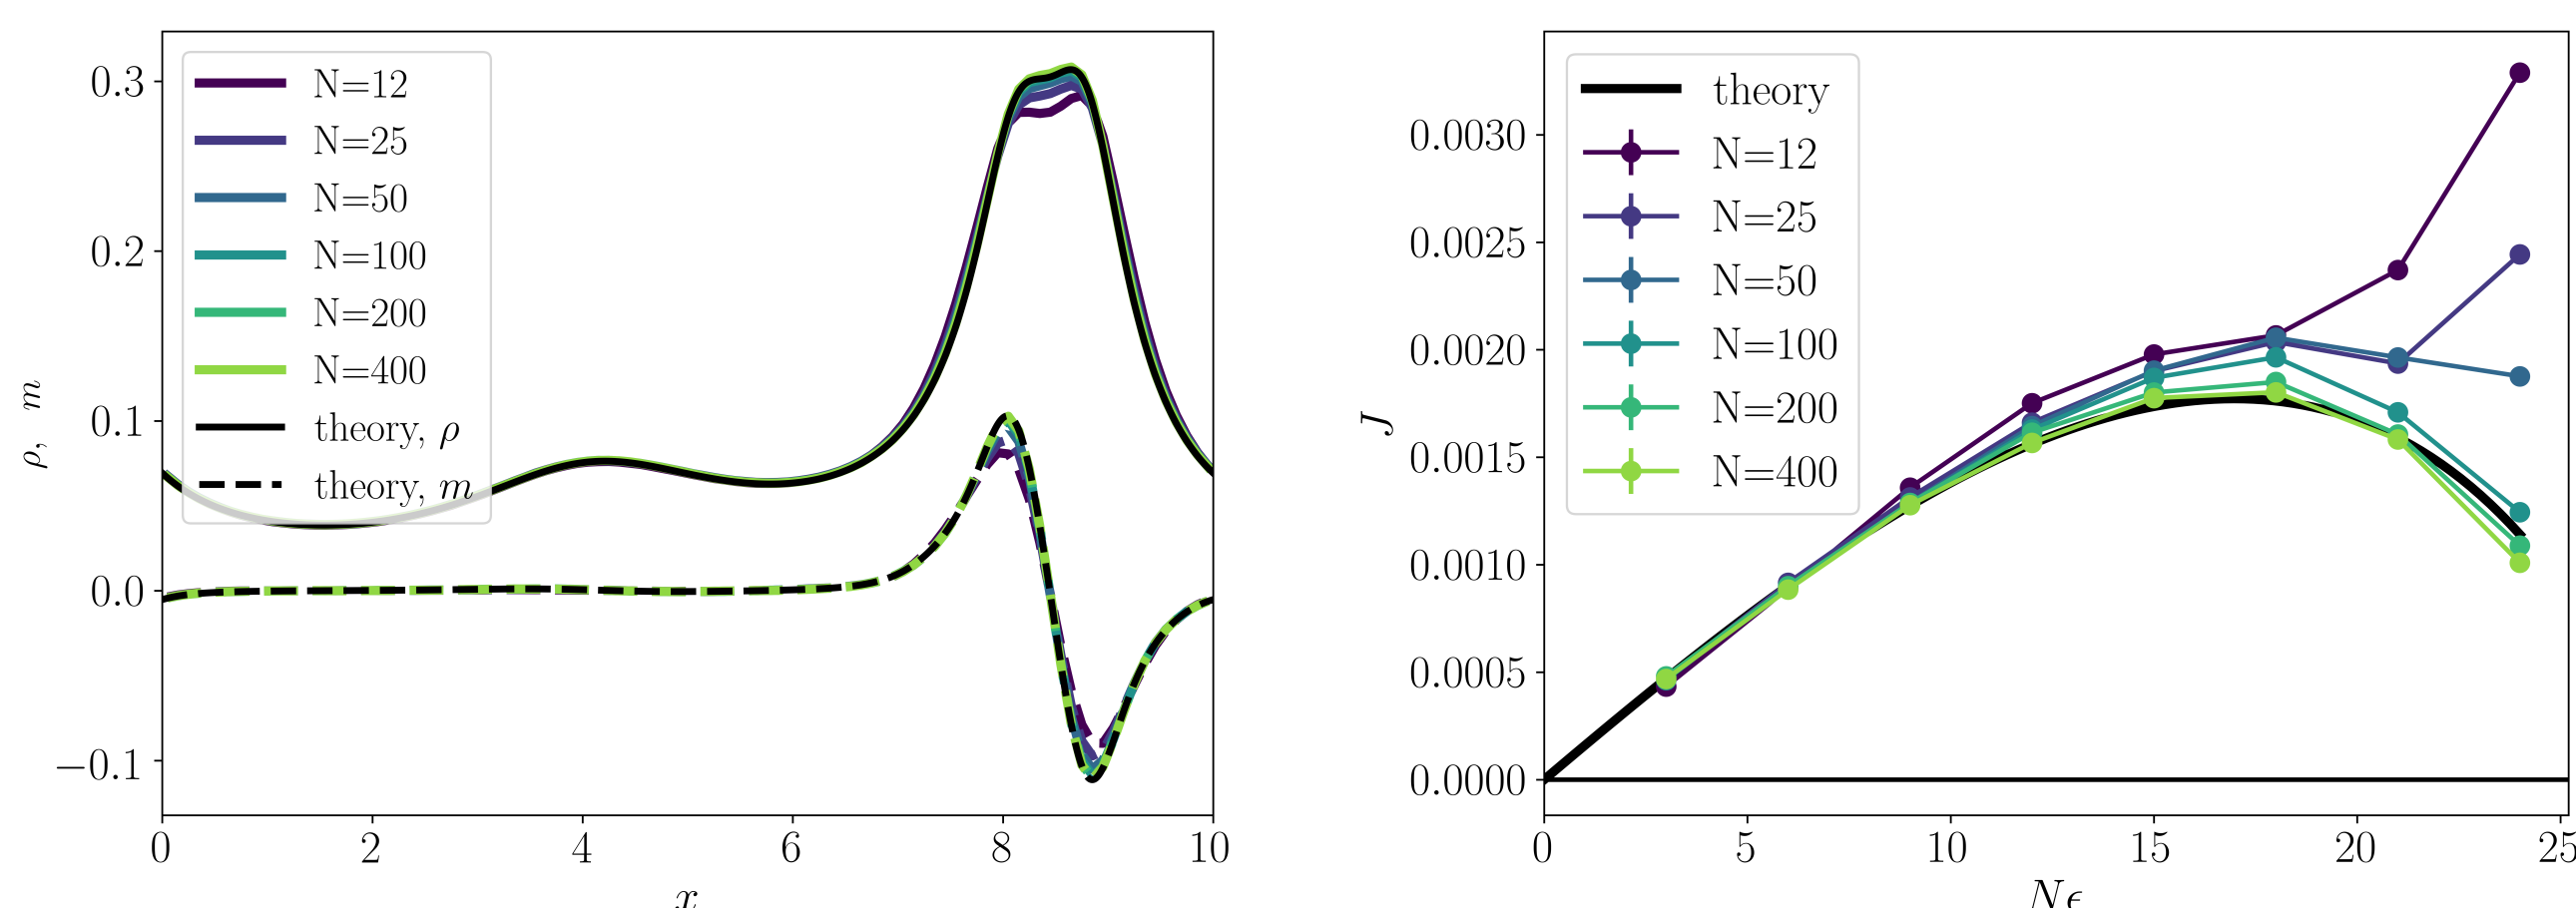 N=12
N=25
N=50
N=100
N=200
N=400
theory, ρ
theory, m
0.3
0.2
0.1
0.0
−0.1
ρ, m
0 2 4 6 8 10
x
theory
N=12
N=25
N=50
N=100
N=200
N=400
0.0030
0.0025
0.0020
0.0015
0.0010
0.0005
0.0000
J
0 5 10 15 20 25
Nϵ